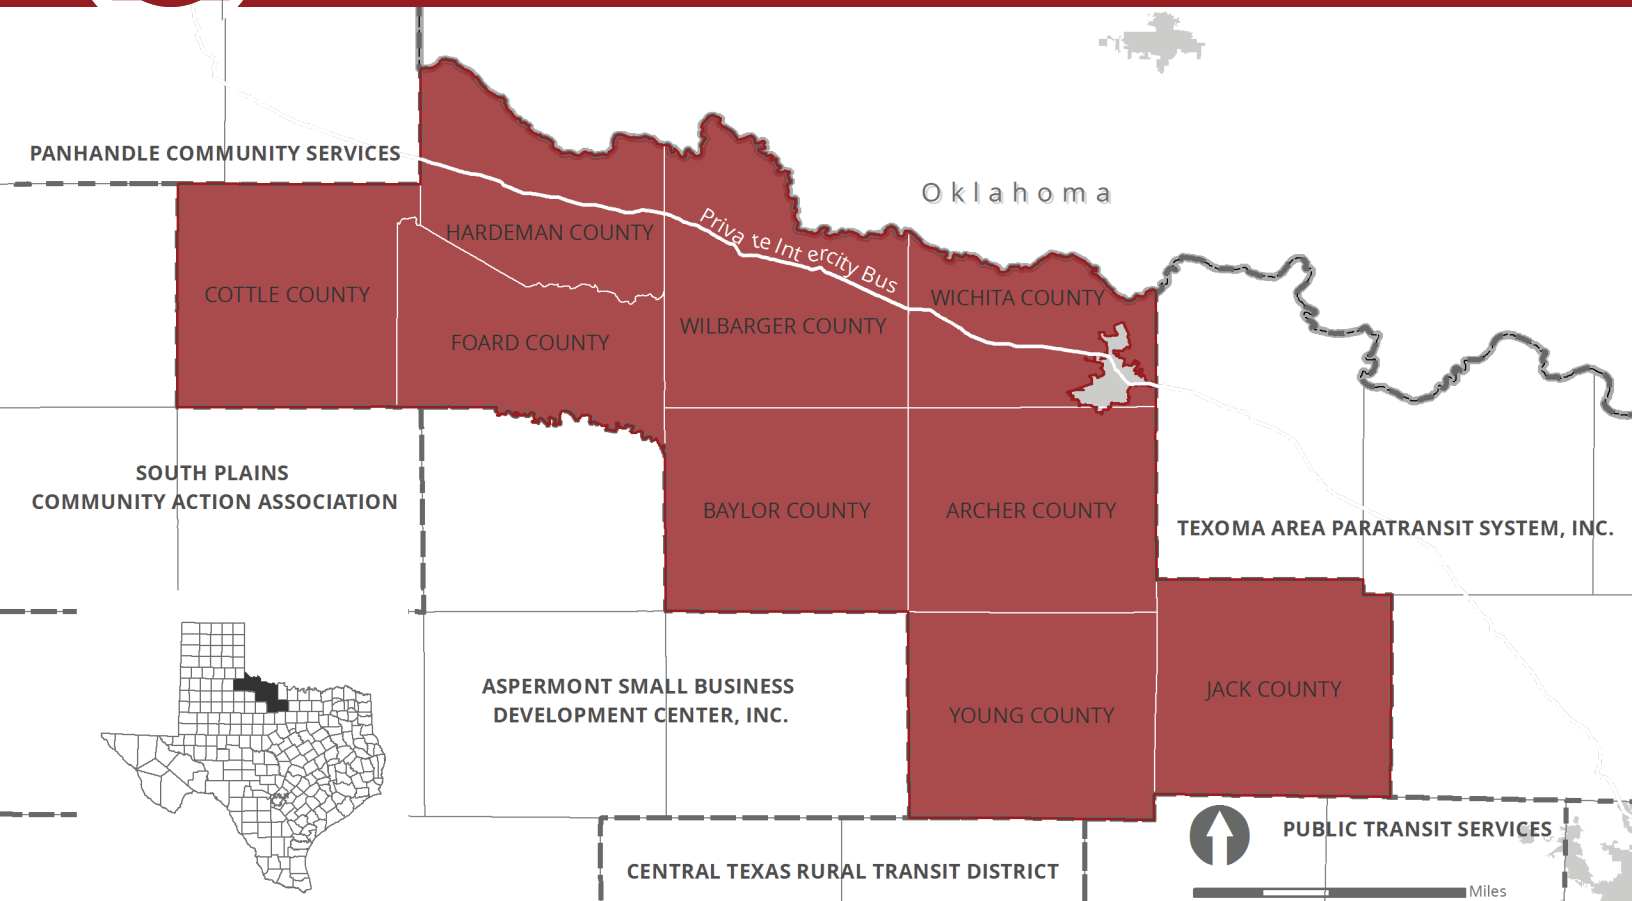 Oklahoma
PANHANDLE COMMUNITY SERVICES
HARDEMAN COUNTY
Private Intercity Bus
COTTLE COUNTY
WICHITA COUNTY
WILBARGER COUNTY
FOARD COUNTY
SOUTH PLAINS
COMMUNITY ACTION ASSOCIATION
BAYLOR COUNTY
ARCHER COUNTY
TEXOMA AREA PARATRANSIT SYSTEM, INC.
ASPERMONT SMALL BUSINESS
DEVELOPMENT CENTER, INC.
YOUNG COUNTY
JACK COUNTY
PUBLIC TRANSIT SERVICES
CENTRAL TEXAS RURAL TRANSIT DISTRICT
Miles